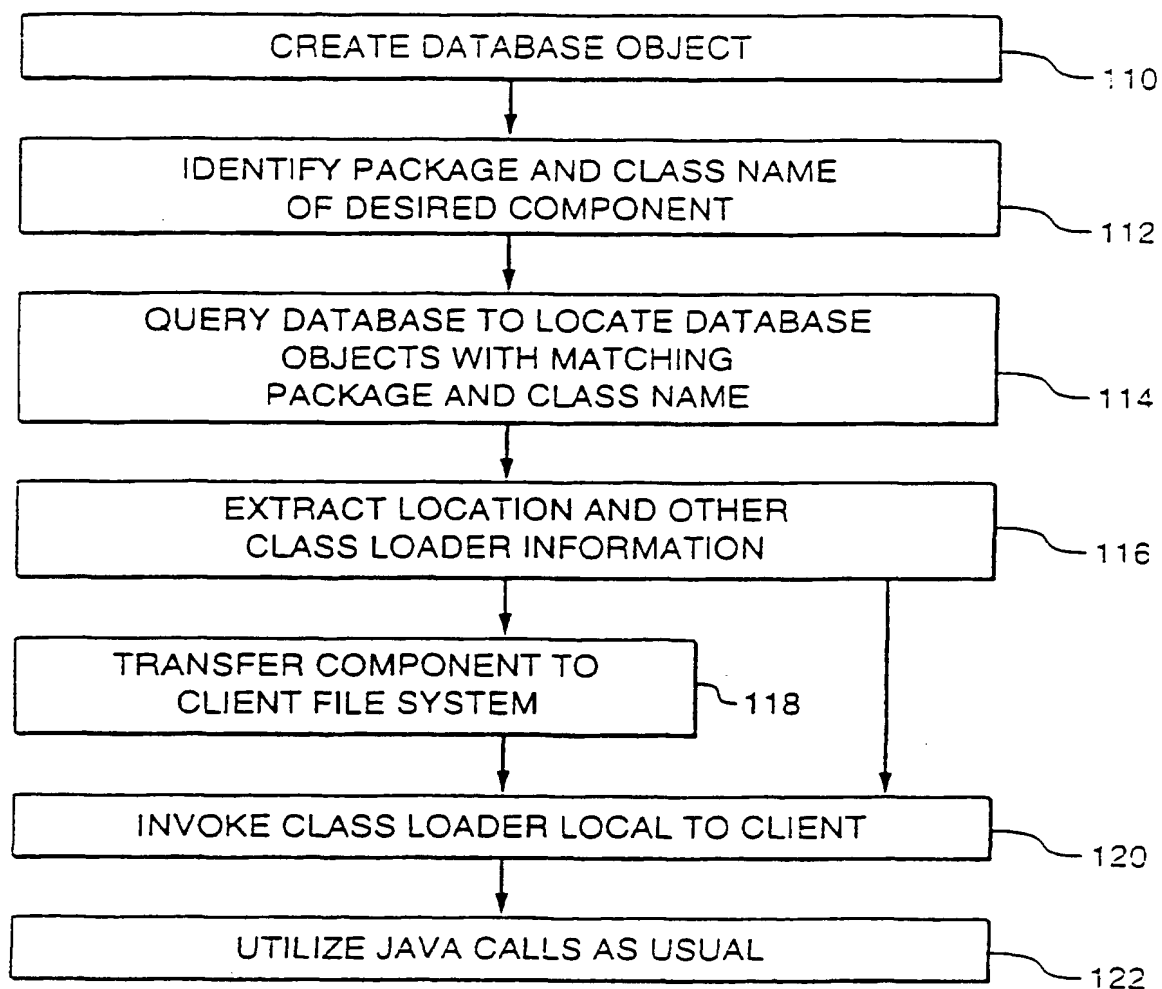 CREATE DATABASE OBJECT
110
IDENTIFY PACKAGE AND CLASS NAME
OF DESIRED COMPONENT
112
QUERY DATABASE TO LOCATE DATABASE
OBJECTS WITH MATCHING
PACKAGE AND CLASS NAME
114
EXTRACT LOCATION AND OTHER
CLASS LOADER INFORMATION
116
TRANSFER COMPONENT TO
CLIENT FILE SYSTEM
118
INVOKE CLASS LOADER LOCAL TO CLIENT
120
UTILIZE JAVA CALLS AS USUAL
122